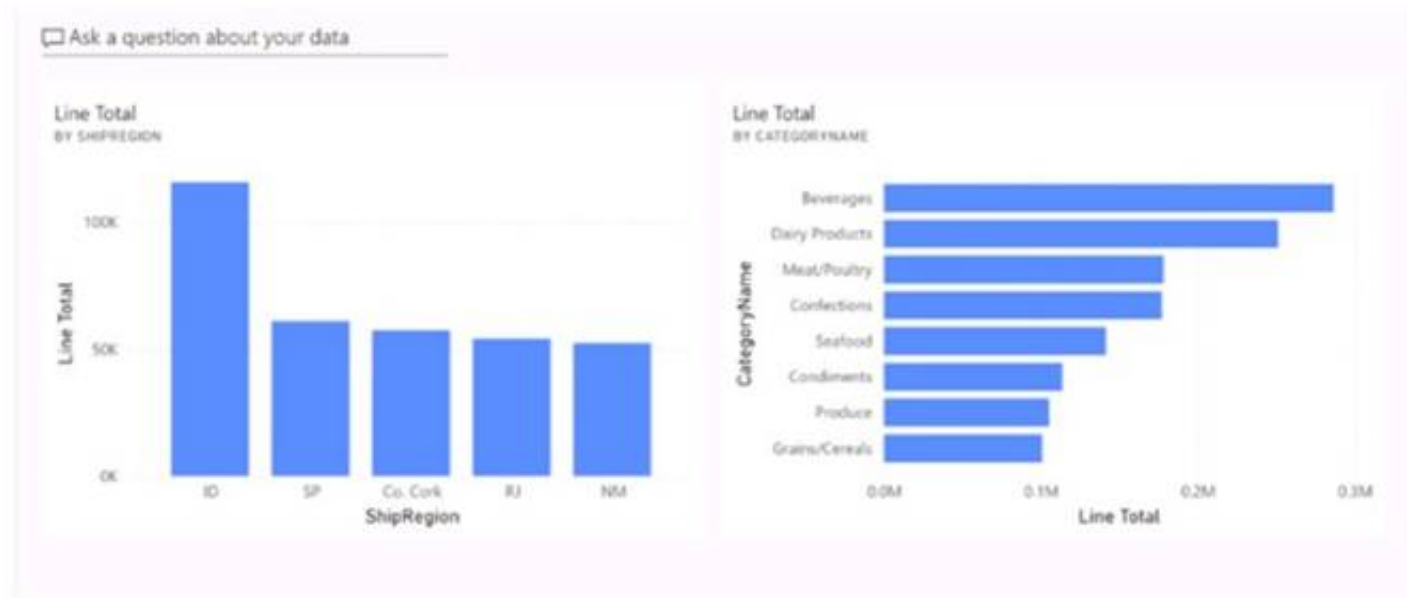 Ask a question about your data
Line Total
BY SHIPREGION
Line Total
100K
50K
0K
ID
SP
Co. Cork
RJ
NM
ShipRegion
Line Total
BY CATEGORYNAME
CategoryName
Beverages
Dairy Products
Meat/Poultry
Confections
Seafood
Condiments
Produce
Grains/Cereals
0.0M
0.1M
0.2M
0.3M
Line Total